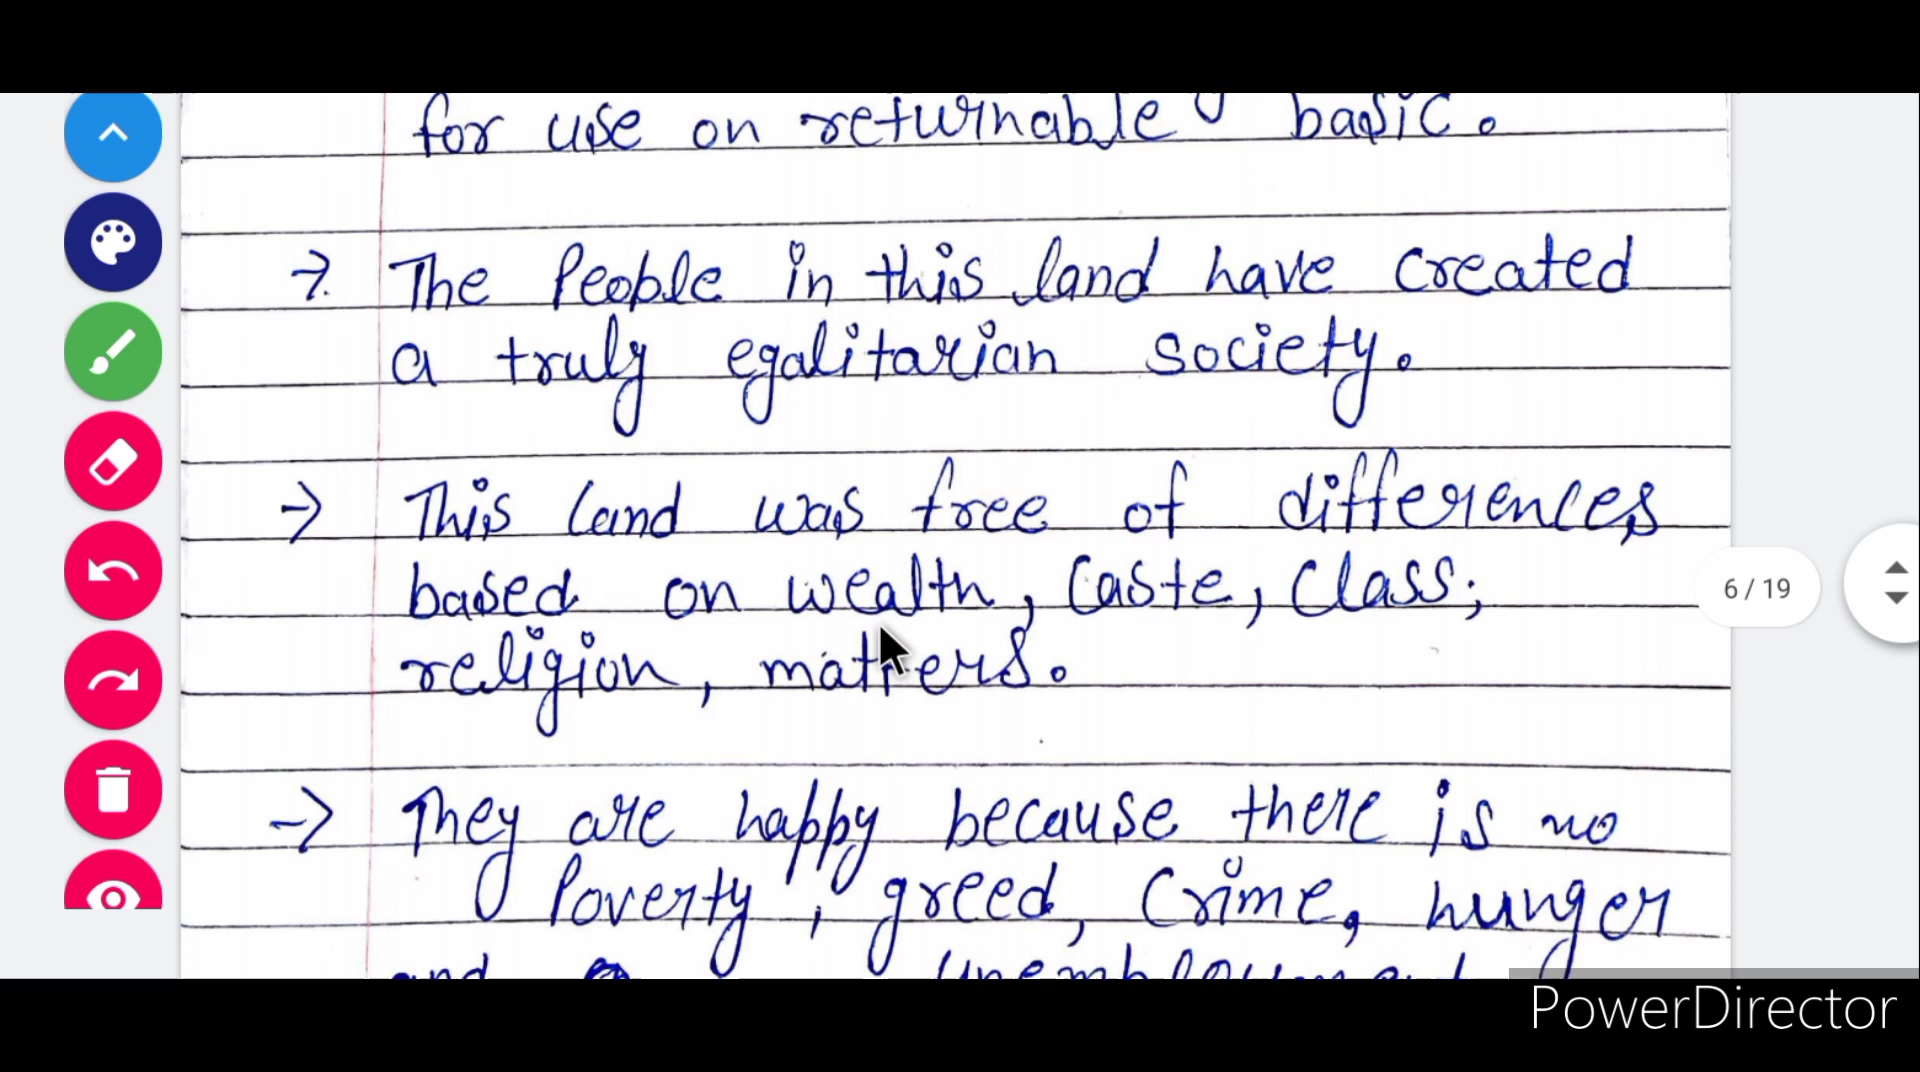 for use on returnable basic.
→ The People in this land have created
a truly egalitarian society.
→ This land was free of differences
based on wealth, Caste, Class,
religion, matters.
6 / 19
→ They are happy because there is no
Poverty, greed, Crime, hunger
and unemployment
PowerDirector